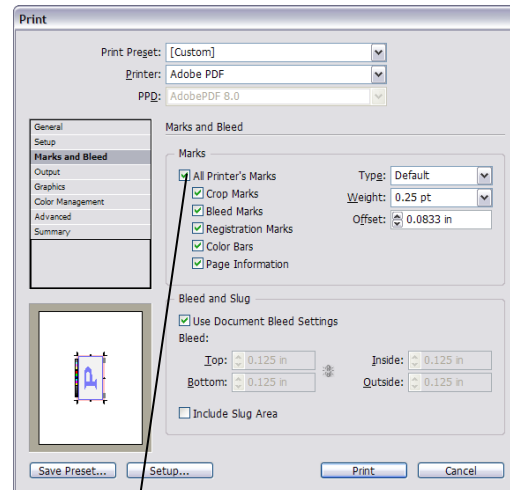 Print
Print Preset: [Custom]
Printer: Adobe PDF
PPD: AdobePDF 8.0
General
Setup
Marks and Bleed
Output
Graphics
Color Management
Advanced
Summary
Marks and Bleed
Marks
All Printer's Marks
Crop Marks
Bleed Marks
Registration Marks
Color Bars
Page Information
Type: Default
Weight: 0.25 pt
Offset: 0.0833 in
Bleed and Slug
Use Document Bleed Settings
Bleed:
Top: 0.125 in Inside: 0.125 in
Bottom: 0.125 in Outside: 0.125 in
Include Slug Area
P
Save Preset... Setup... Print Cancel